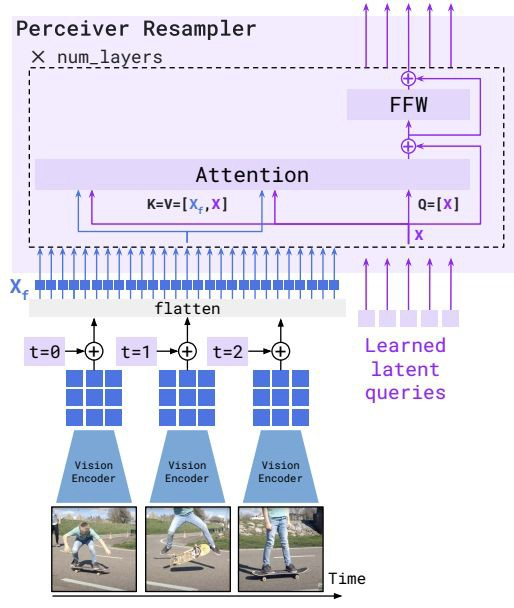 Perceiver Resampler
× num_layers
FFW
Attention
K=V=[Xf,X]
Q=[X]
X
Xf
flatten
t=0
t=1
t=2
Learned
latent
queries
Vision
Encoder
Vision
Encoder
Vision
Encoder
Time